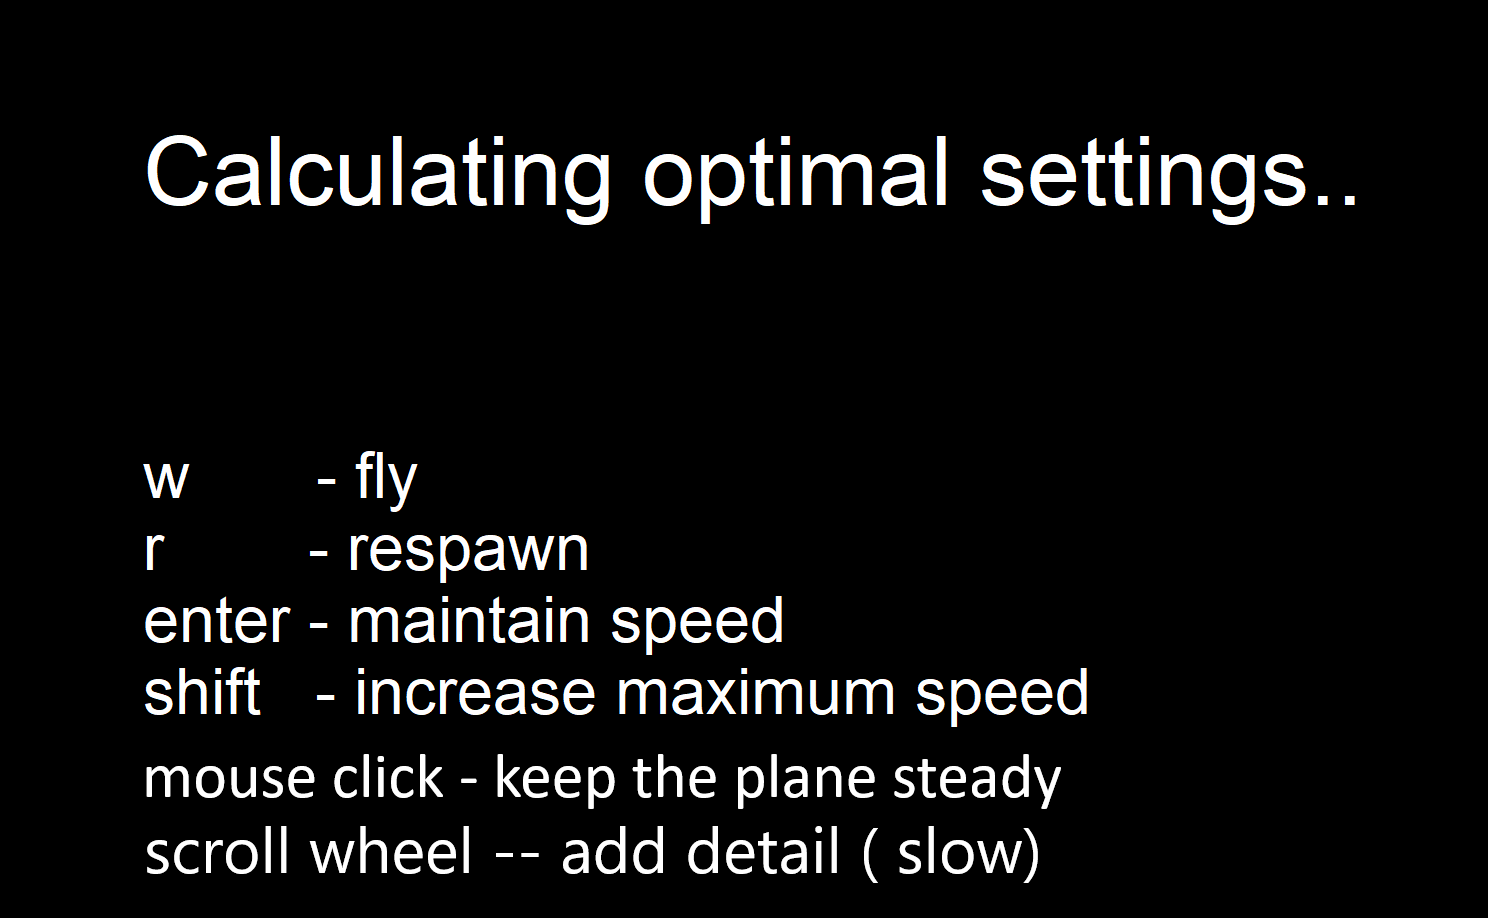 Calculating optimal settings..
w - fly
r - respawn
enter - maintain speed
shift - increase maximum speed
mouse click - keep the plane steady
scroll wheel -- add detail ( slow)